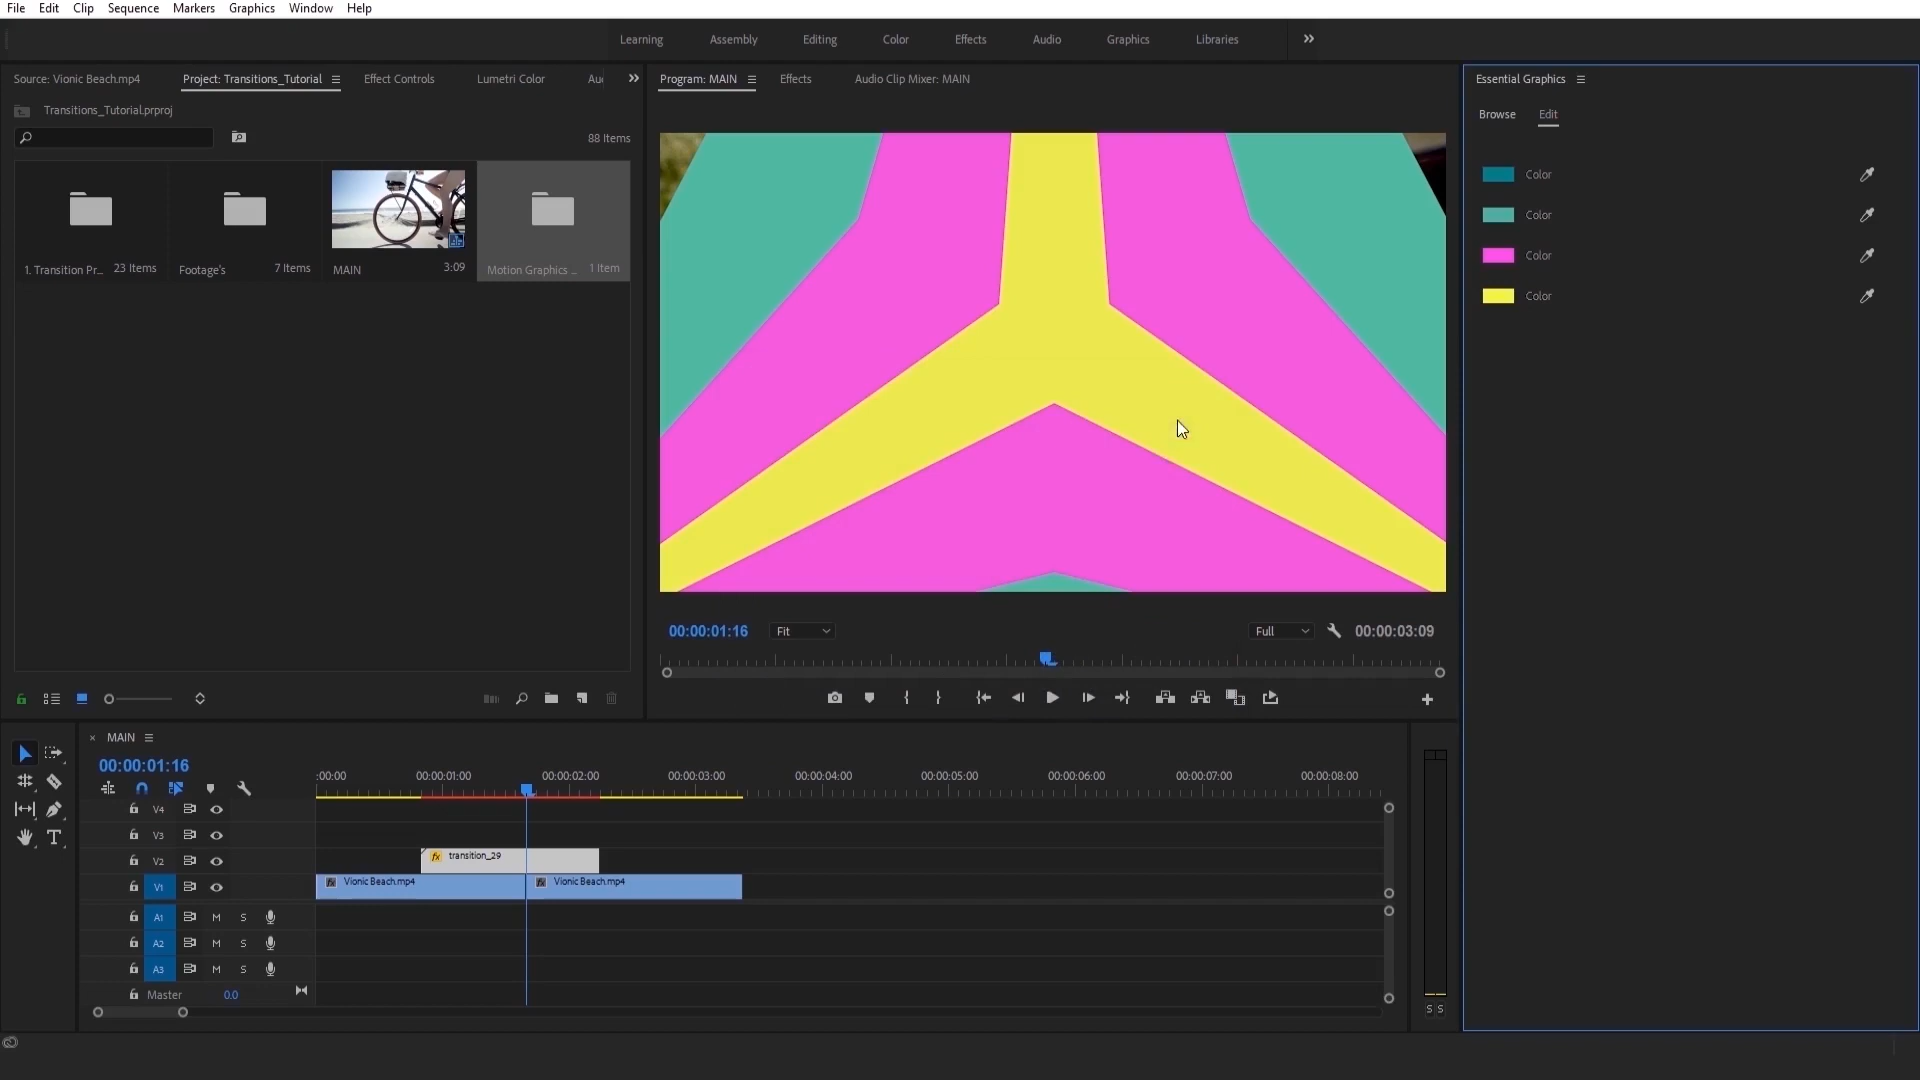 File Edit Clip Sequence Markers Graphics Window Help
Learning Assembly Editing Color Effects Audio Graphics Libraries
Source: Vionic Beach.mp4 Project: Transitions_Tutorial Effect Controls Lumetri Color Au
Program: MAIN Effects Audio Clip Mixer: MAIN
Essential Graphics
Transitions_Tutorial.prproj
Browse Edit
88 Items
Color
Color
Color
Color
1. Transition Pr... 23 Items
Footage's 7 Items
MAIN 3:09
Motion Graphics ... 1 Item
00:00:01:16 Fit Full 00:00:03:09
MAIN
00:00:01:16
:00:00 00:00:01:00 00:00:02:00 00:00:03:00 00:00:04:00 00:00:05:00 00:00:06:00 00:00:07:00 00:00:08:00
V4
V3
V2 fx transition_29
V1 fx Vionic Beach.mp4 fx Vionic Beach.mp4
A1 M S
A2 M S
A3 M S
Master 0.0
S S